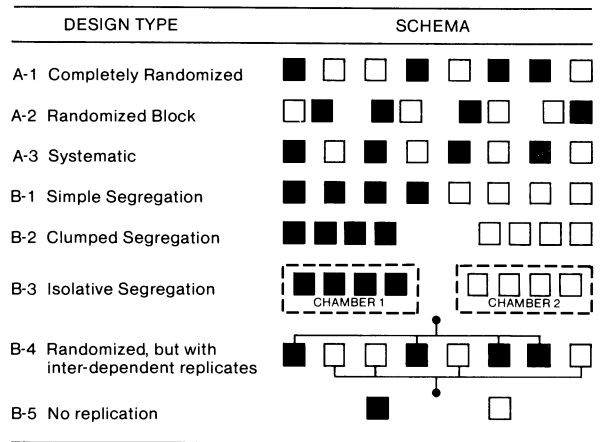 DESIGN TYPE SCHEMA
A-1 Completely Randomized
A-2 Randomized Block
A-3 Systematic
B-1 Simple Segregation
B-2 Clumped Segregation
B-3 Isolative Segregation
CHAMBER 1 CHAMBER 2
B-4 Randomized, but with
inter-dependent replicates
B-5 No replication